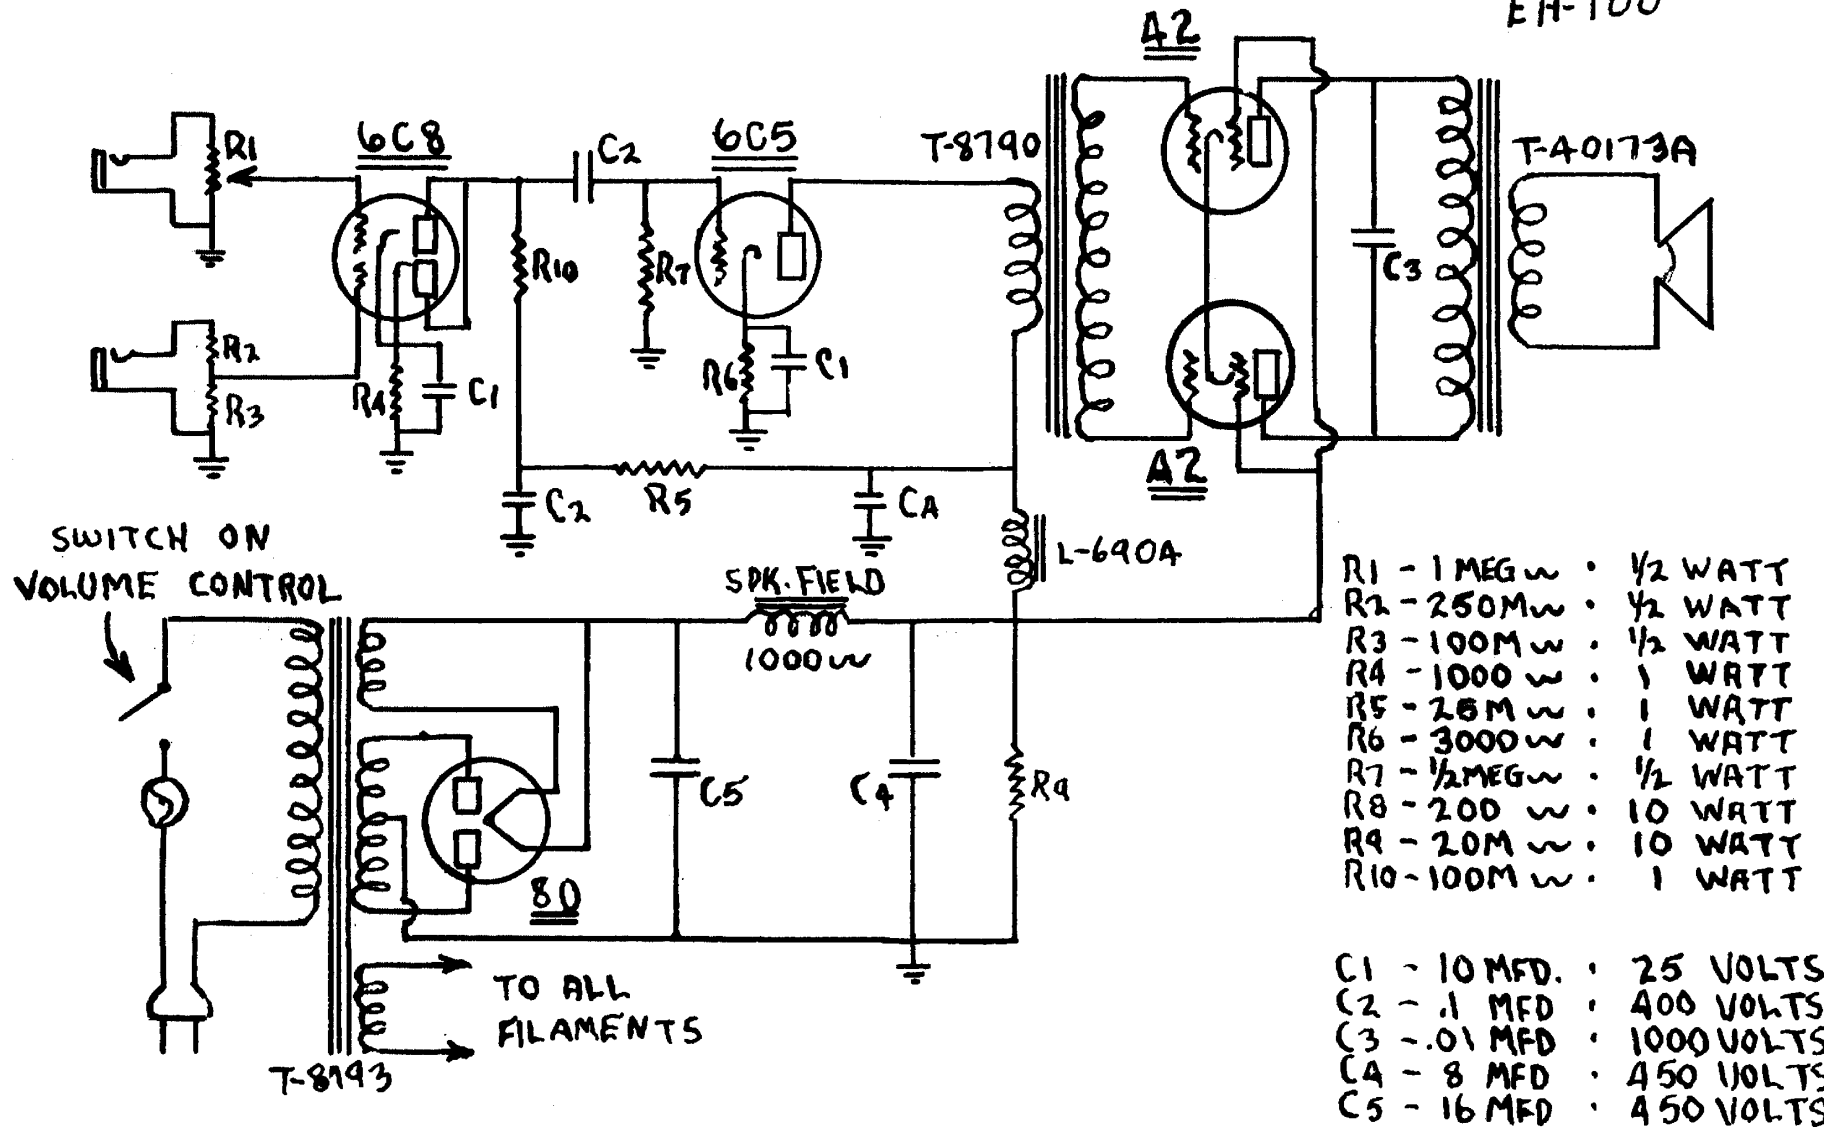 EH-100
42
6C8
6C5
C2
T-8790
T-40173A
R1
R10
R7
C3
R2
R3
R4
C1
R6
C1
42
C2
R5
C4
L-6904
SWITCH ON
VOLUME CONTROL
SPK. FIELD
1000 ω
C5
C4
R9
80
TO ALL
FILAMENTS
T-8793
R1 - 1 MEG ω · 1/2 WATT
R2 - 250M ω · 1/2 WATT
R3 - 100M ω · 1/2 WATT
R4 - 1000 ω · 1 WATT
R5 - 25M ω · 1 WATT
R6 - 3000 ω · 1 WATT
R7 - 1/2 MEG ω · 1/2 WATT
R8 - 200 ω · 10 WATT
R9 - 20M ω · 10 WATT
R10 - 100M ω · 1 WATT
C1 - 10 MFD. · 25 VOLTS
C2 - .1 MFD · 400 VOLTS
C3 - .01 MFD · 1000 VOLTS
C4 - 8 MFD · 450 VOLTS
C5 - 16 MFD · 450 VOLTS